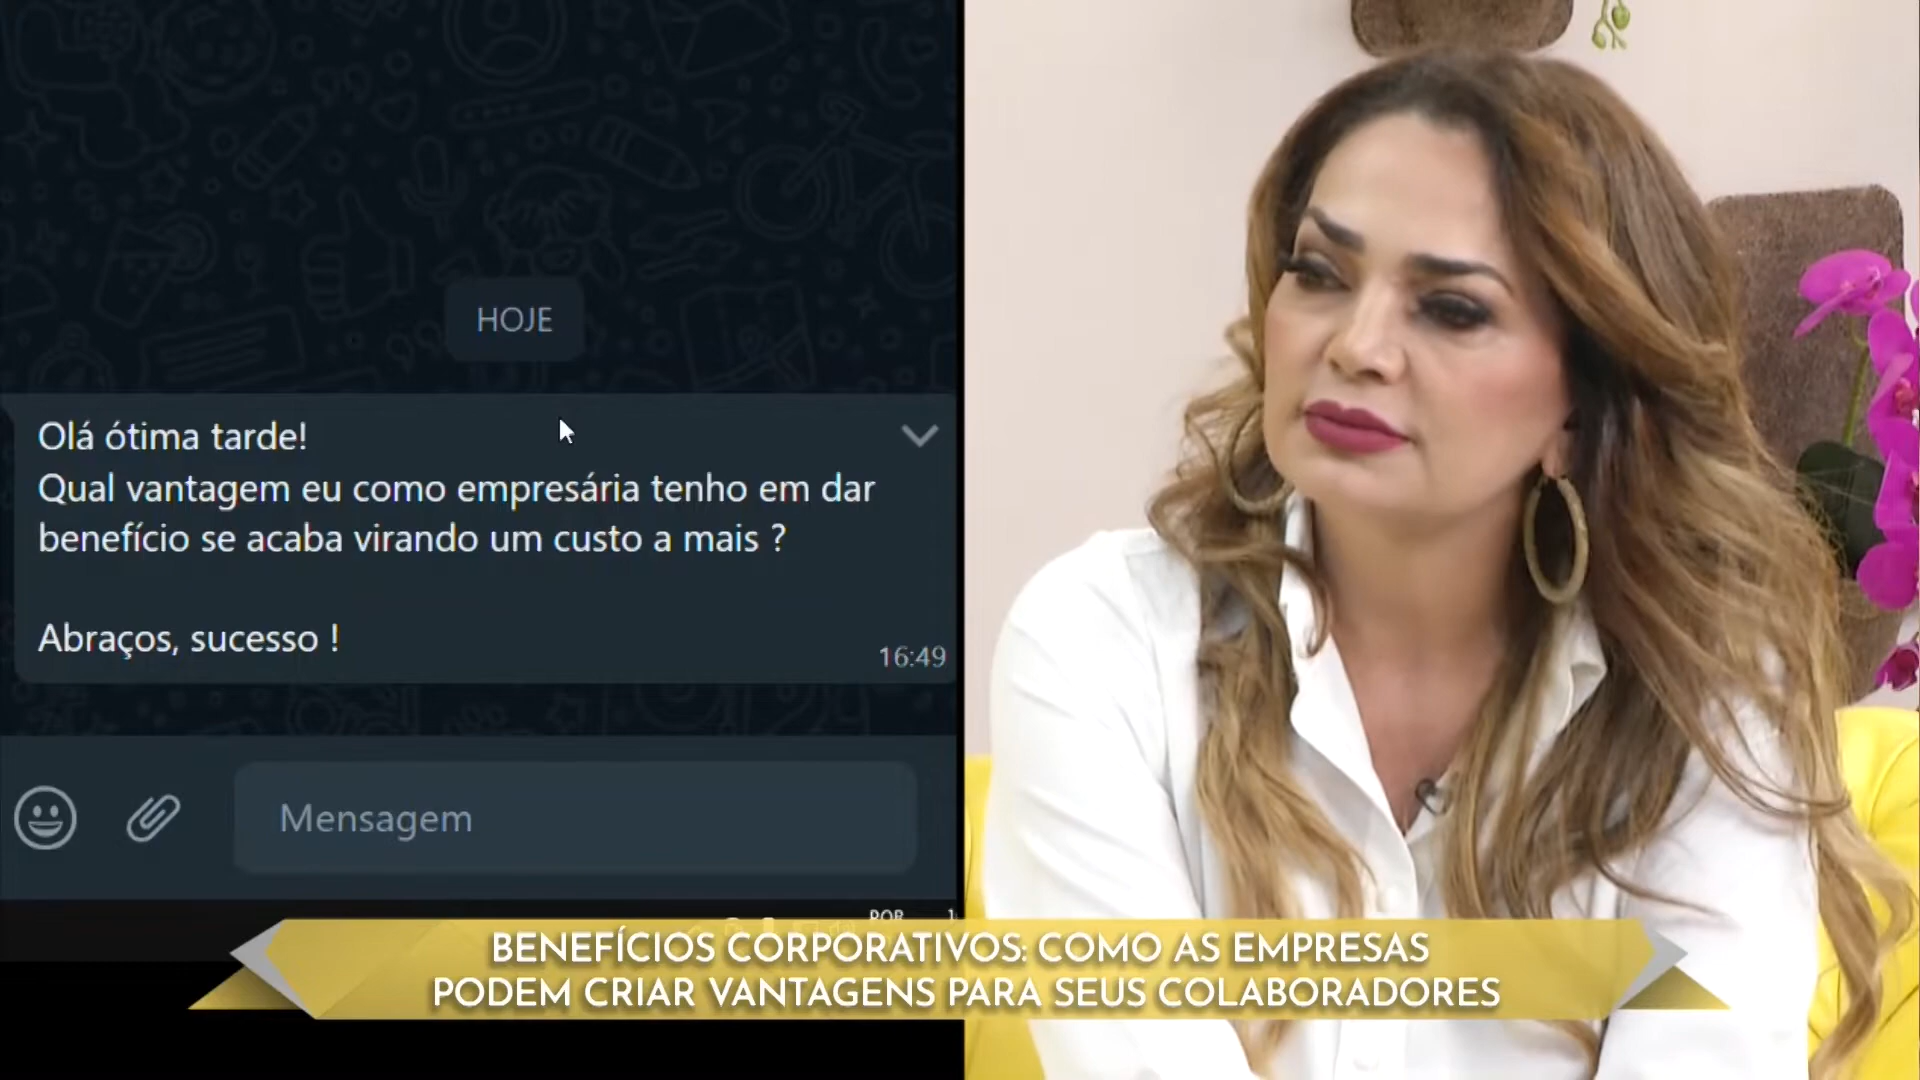 HOJE
Olá ótima tarde!
Qual vantagem eu como empresária tenho em dar
benefício se acaba virando um custo a mais ?
Abraços, sucesso !
16:49
Mensagem
POR
BENEFÍCIOS CORPORATIVOS: COMO AS EMPRESAS
PODEM CRIAR VANTAGENS PARA SEUS COLABORADORES